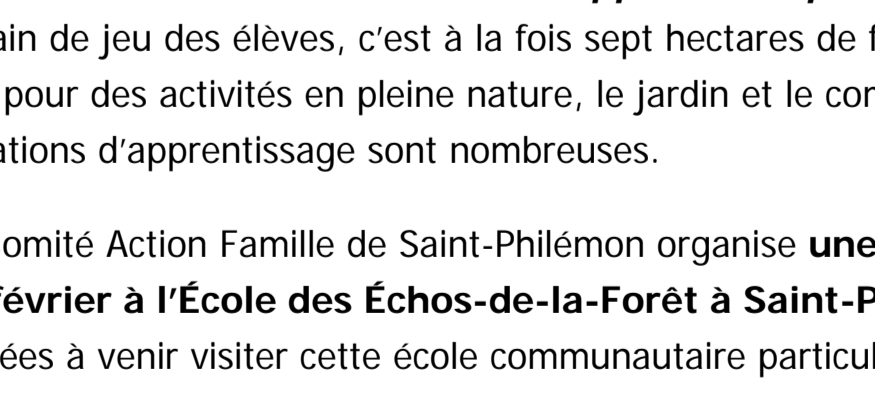 ain de jeu des élèves, c'est à la fois sept hectares de f
pour des activités en pleine nature, le jardin et le cor
ations d'apprentissage sont nombreuses.
omité Action Famille de Saint-Philémon organise une
février à l'École des Échos-de-la-Forêt à Saint-P
ées à venir visiter cette école communautaire particul